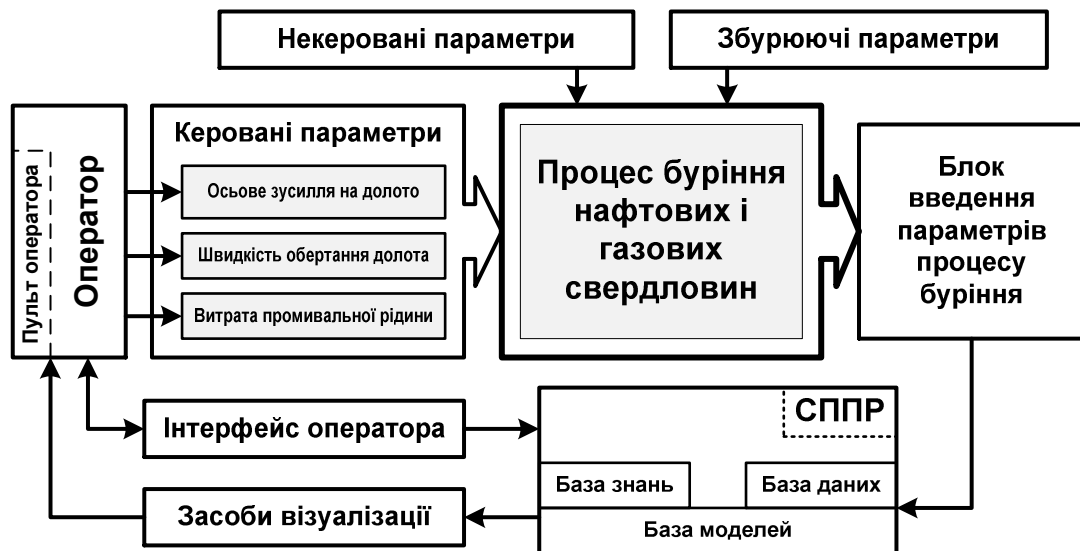 Некеровані параметри
Збурюючі параметри
Пульт оператора
Оператор
Керовані параметри
Осьове зусилля на долото
Швидкість обертання долота
Витрата промивальної рідини
Процес буріння
нафтових і
газових
свердловин
Блок
введення
параметрів
процесу
буріння
Інтерфейс оператора
СППР
База знань
База даних
База моделей
Засоби візуалізації